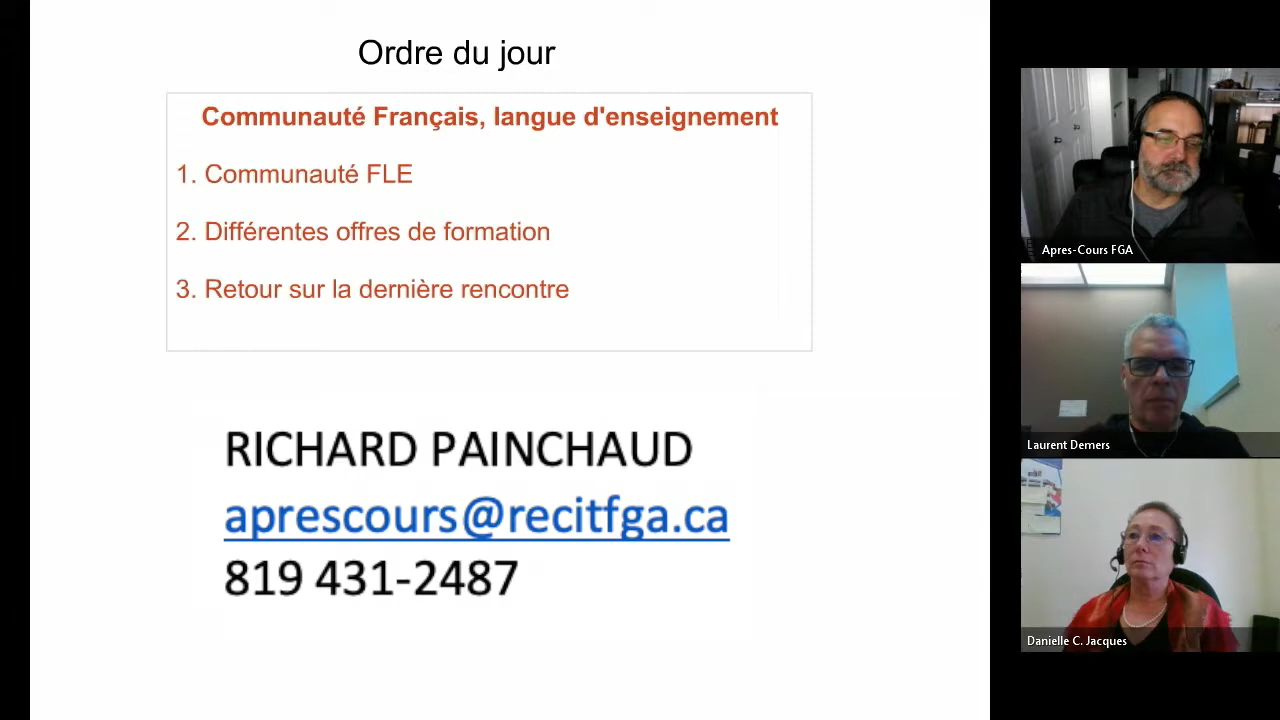 Ordre du jour
Communauté Français, langue d'enseignement
1. Communauté FLE
2. Différentes offres de formation
3. Retour sur la dernière rencontre
RICHARD PAINCHAUD
aprescours@recitfga.ca
819 431-2487
Apres-Cours FGA
Laurent Demers
Danielle C. Jacques